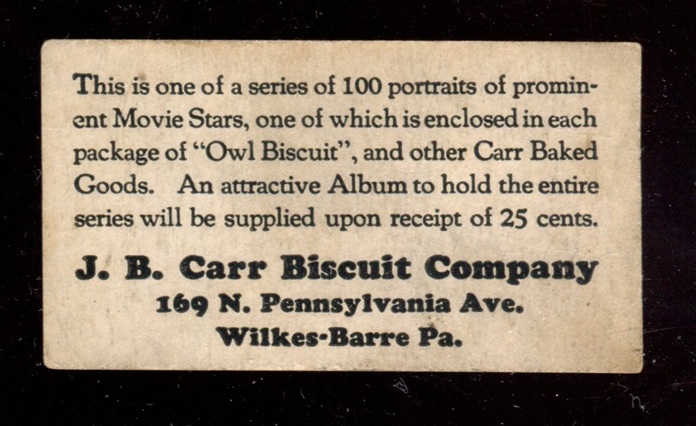 This is one of a series of 100 portraits of promin-
ent Movie Stars, one of which is enclosed in each
package of “Owl Biscuit”, and other Carr Baked
Goods. An attractive Album to hold the entire
series will be supplied upon receipt of 25 cents.
J. B. Carr Biscuit Company
169 N. Pennsylvania Ave.
Wilkes-Barre Pa.